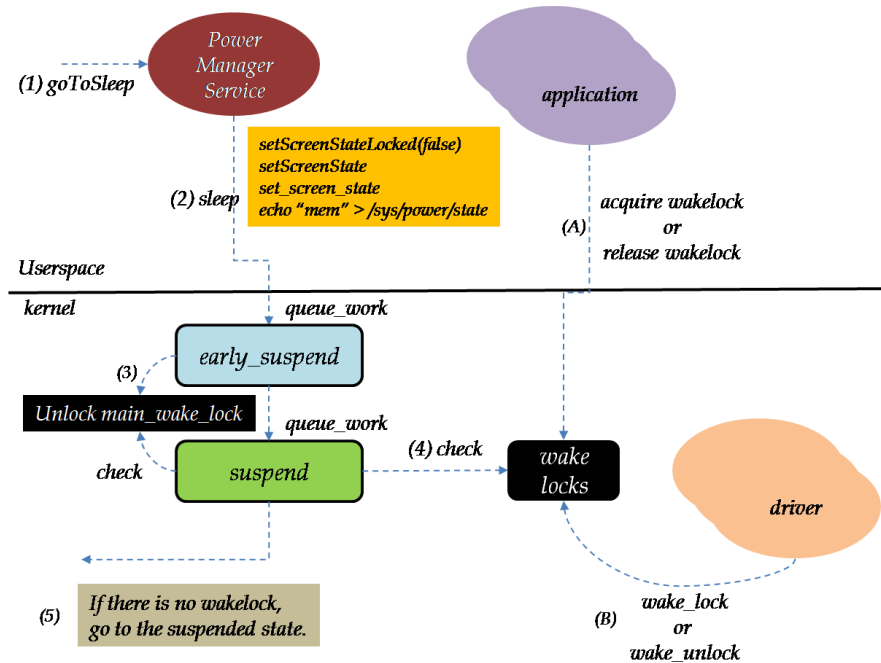 Power
Manager
Service
(1) goToSleep
application
setScreenStateLocked(false)
setScreenState
set_screen_state
echo “mem” > /sys/power/state
(2) sleep
(A)
acquire wakelock
or
release wakelock
Userspace
kernel
queue_work
early_suspend
(3)
Unlock main_wake_lock
queue_work
check
suspend
(4) check
wake
locks
driver
(5)
If there is no wakelock,
go to the suspended state.
(B)
wake_lock
or
wake_unlock